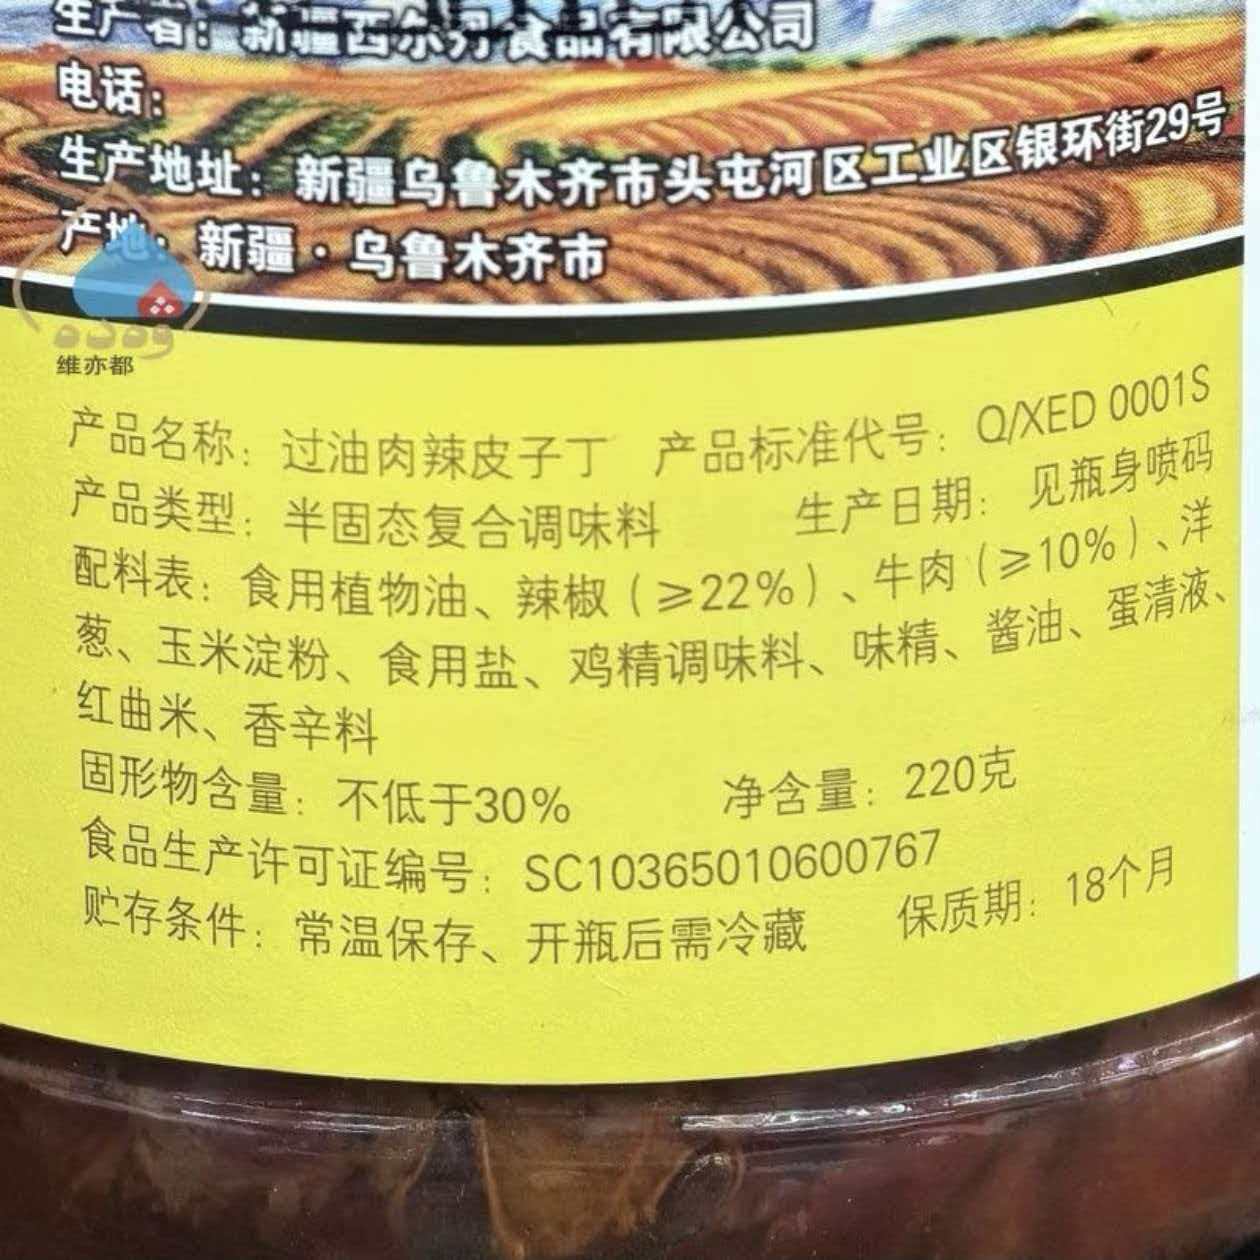 生产者：新疆西尔丹食品有限公司
电话：
生产地址：新疆乌鲁木齐市头屯河区工业区银环街29号
产地：新疆·乌鲁木齐市
维亦都
产品名称：过油肉辣皮子丁 产品标准代号：Q/XED 0001S
产品类型：半固态复合调味料 生产日期：见瓶身喷码
配料表：食用植物油、辣椒（≥22%）、牛肉（≥10%）、洋
葱、玉米淀粉、食用盐、鸡精调味料、味精、酱油、蛋清液、
红曲米、香辛料
固形物含量：不低于30% 净含量：220克
食品生产许可证编号：SC10365010600767
贮存条件：常温保存、开瓶后需冷藏 保质期：18个月